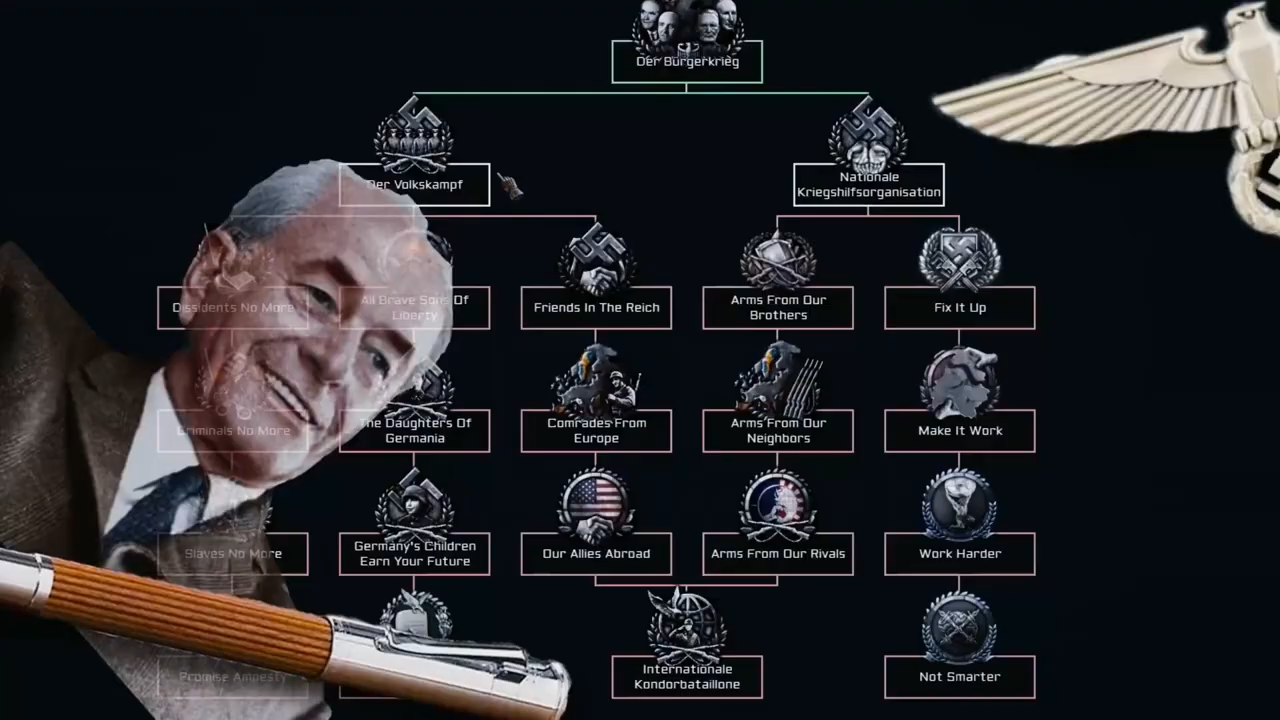 Der Bürgerkrieg
Der Volkskampf
Nationale
Kriegshilfsorganisation
Dissidents No More
All Brave Sons Of
Liberty
Friends In The Reich
Arms From Our
Brothers
Fix It Up
Criminals No More
The Daughters Of
Germania
Comrades From
Europe
Arms From Our
Neighbors
Make It Work
Slaves No More
Germany's Children
Earn Your Future
Our Allies Abroad
Arms From Our Rivals
Work Harder
Promise Amnesty
Internationale
Kondorbataillone
Not Smarter